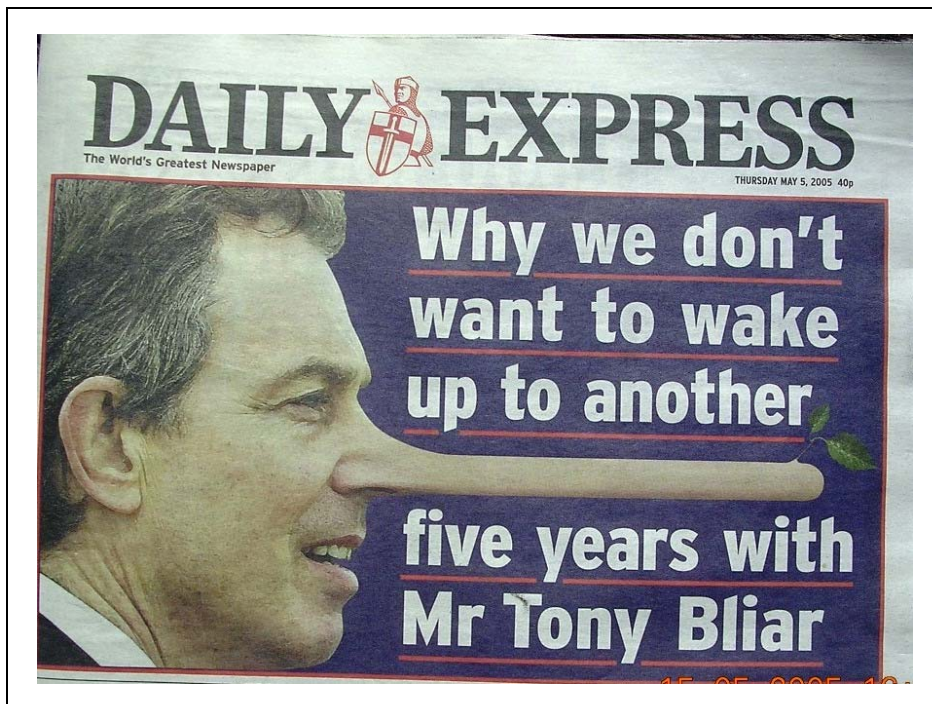 DAILY EXPRESS
The World's Greatest Newspaper
THURSDAY MAY 5, 2005 40p
Why we don't
want to wake
up to another
five years with
Mr Tony Bliar